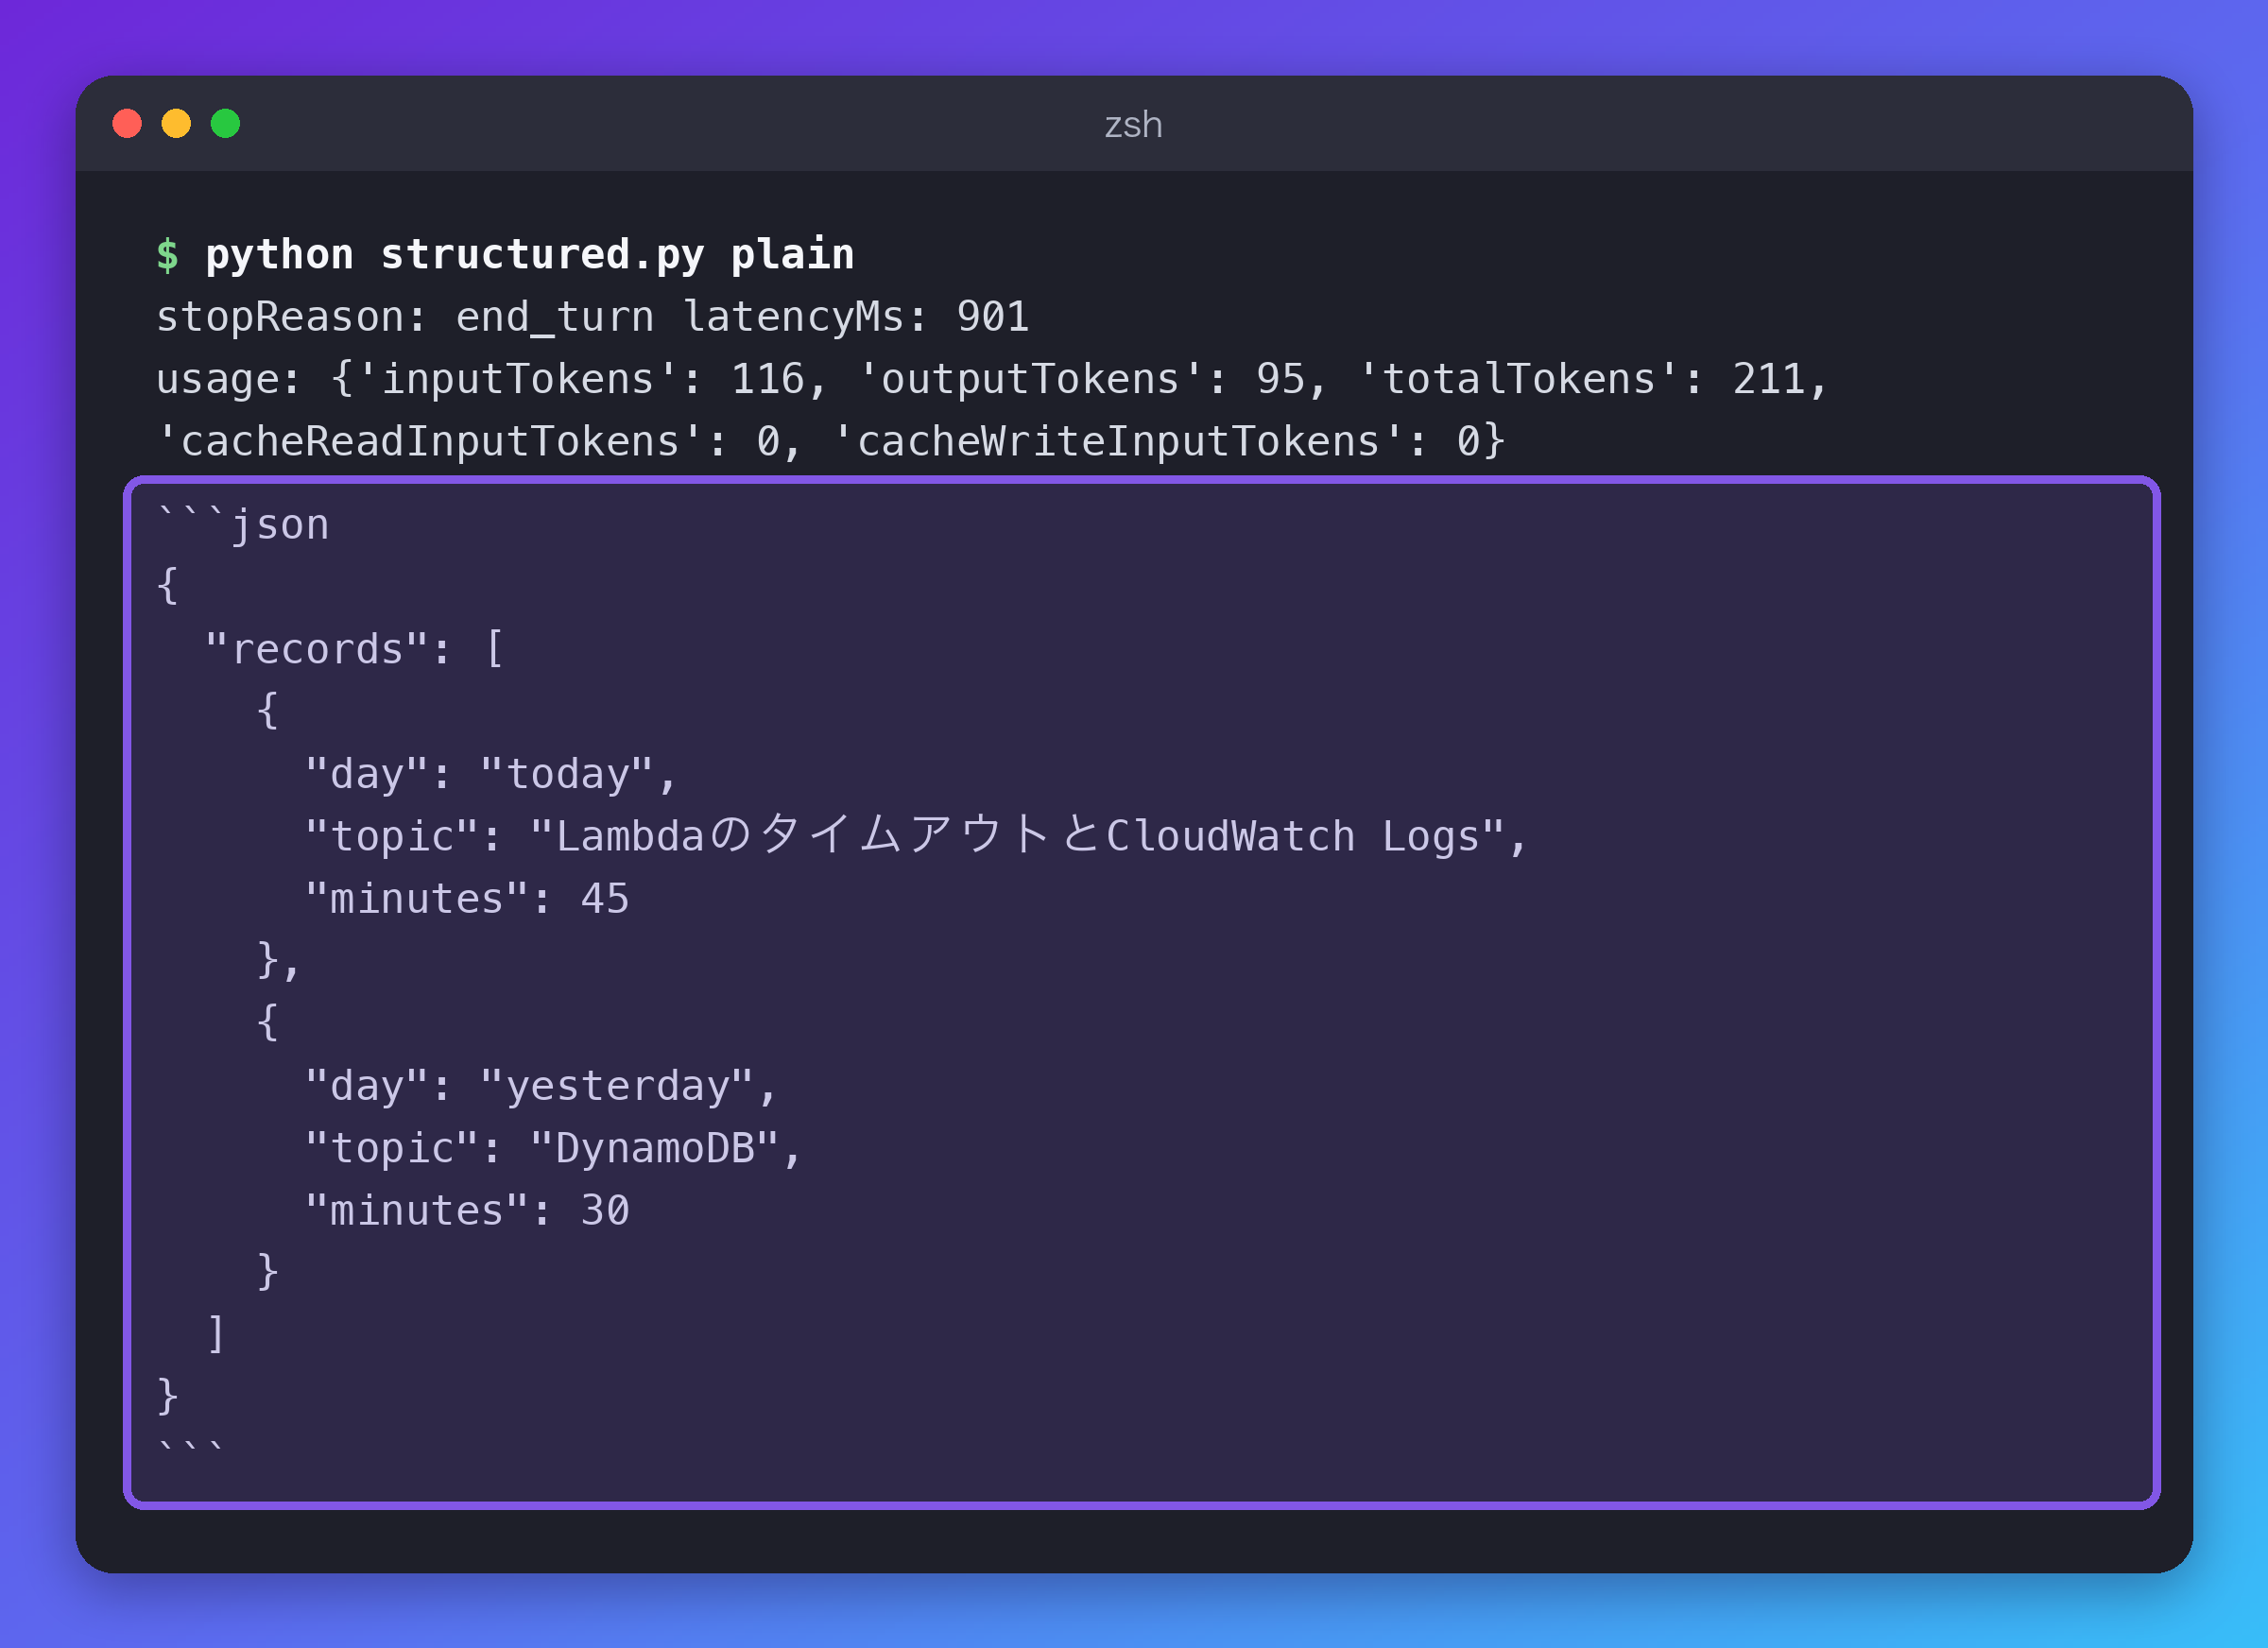 zsh
$ python structured.py plain
stopReason: end_turn latencyMs: 901
usage: {'inputTokens': 116, 'outputTokens': 95, 'totalTokens': 211,
'cacheReadInputTokens': 0, 'cacheWriteInputTokens': 0}
```json
{
  "records": [
    {
      "day": "today",
      "topic": "LambdaのタイムアウトとCloudWatch Logs",
      "minutes": 45
    },
    {
      "day": "yesterday",
      "topic": "DynamoDB",
      "minutes": 30
    }
  ]
}
```